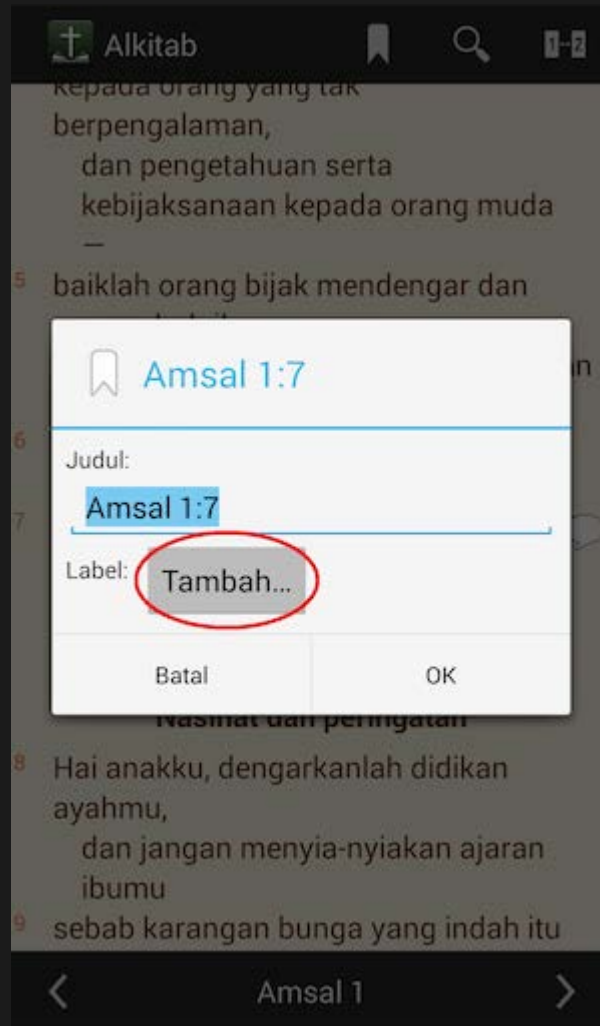 Alkitab
1-2
kepada orang yang tak
berpengalaman,
dan pengetahuan serta
kebijaksanaan kepada orang muda
—
5 baiklah orang bijak mendengar dan
n
Amsal 1:7
6
Judul:
Amsal 1:7
7
Label: Tambah...
Batal OK
Nasihat dan peringatan
8 Hai anakku, dengarkanlah didikan
ayahmu,
dan jangan menyia-nyiakan ajaran
ibumu
9 sebab karangan bunga yang indah itu
Amsal 1